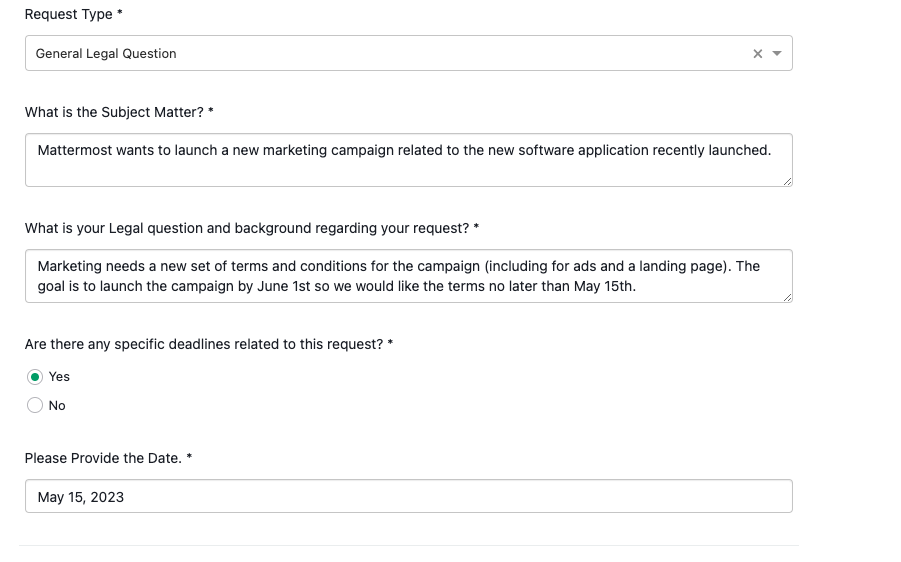 Request Type *
General Legal Question
What is the Subject Matter? *
Mattermost wants to launch a new marketing campaign related to the new software application recently launched.
What is your Legal question and background regarding your request? *
Marketing needs a new set of terms and conditions for the campaign (including for ads and a landing page). The
goal is to launch the campaign by June 1st so we would like the terms no later than May 15th.
Are there any specific deadlines related to this request? *
Yes
No
Please Provide the Date. *
May 15, 2023